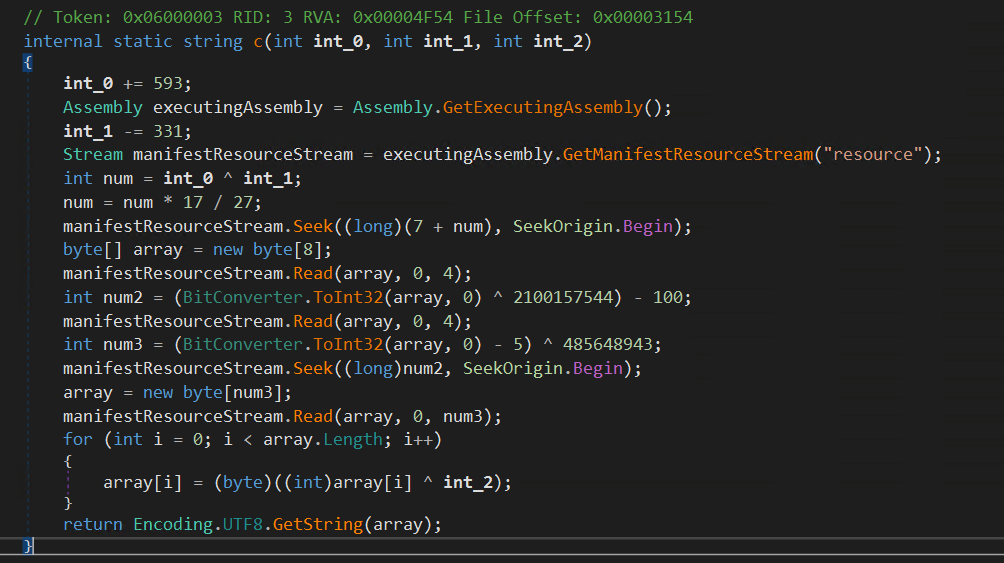 // Token: 0x06000003 RID: 3 RVA: 0x00004F54 File Offset: 0x00003154
internal static string c(int int_0, int int_1, int int_2)
{
    int_0 += 593;
    Assembly executingAssembly = Assembly.GetExecutingAssembly();
    int_1 -= 331;
    Stream manifestResourceStream = executingAssembly.GetManifestResourceStream("resource");
    int num = int_0 ^ int_1;
    num = num * 17 / 27;
    manifestResourceStream.Seek((long)(7 + num), SeekOrigin.Begin);
    byte[] array = new byte[8];
    manifestResourceStream.Read(array, 0, 4);
    int num2 = (BitConverter.ToInt32(array, 0) ^ 2100157544) - 100;
    manifestResourceStream.Read(array, 0, 4);
    int num3 = (BitConverter.ToInt32(array, 0) - 5) ^ 485648943;
    manifestResourceStream.Seek((long)num2, SeekOrigin.Begin);
    array = new byte[num3];
    manifestResourceStream.Read(array, 0, num3);
    for (int i = 0; i < array.Length; i++)
    {
        array[i] = (byte)((int)array[i] ^ int_2);
    }
    return Encoding.UTF8.GetString(array);
}